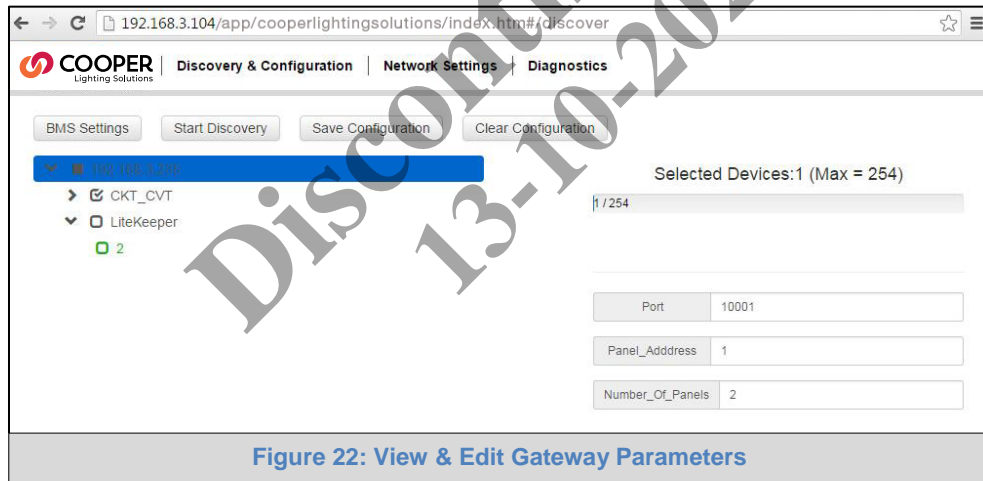 192.168.3.104/app/cooperlightingsolutions/index.htm#/discover
COOPER
Lighting Solutions
Discovery & Configuration
Network Settings
Diagnostics
BMS Settings
Start Discovery
Save Configuration
Clear Configuration
CKT_CVT
LiteKeeper
2
Selected Devices:1 (Max = 254)
1 / 254
Port
10001
Panel_Adddress
1
Number_Of_Panels
2
13-10-202
Figure 22: View & Edit Gateway Parameters